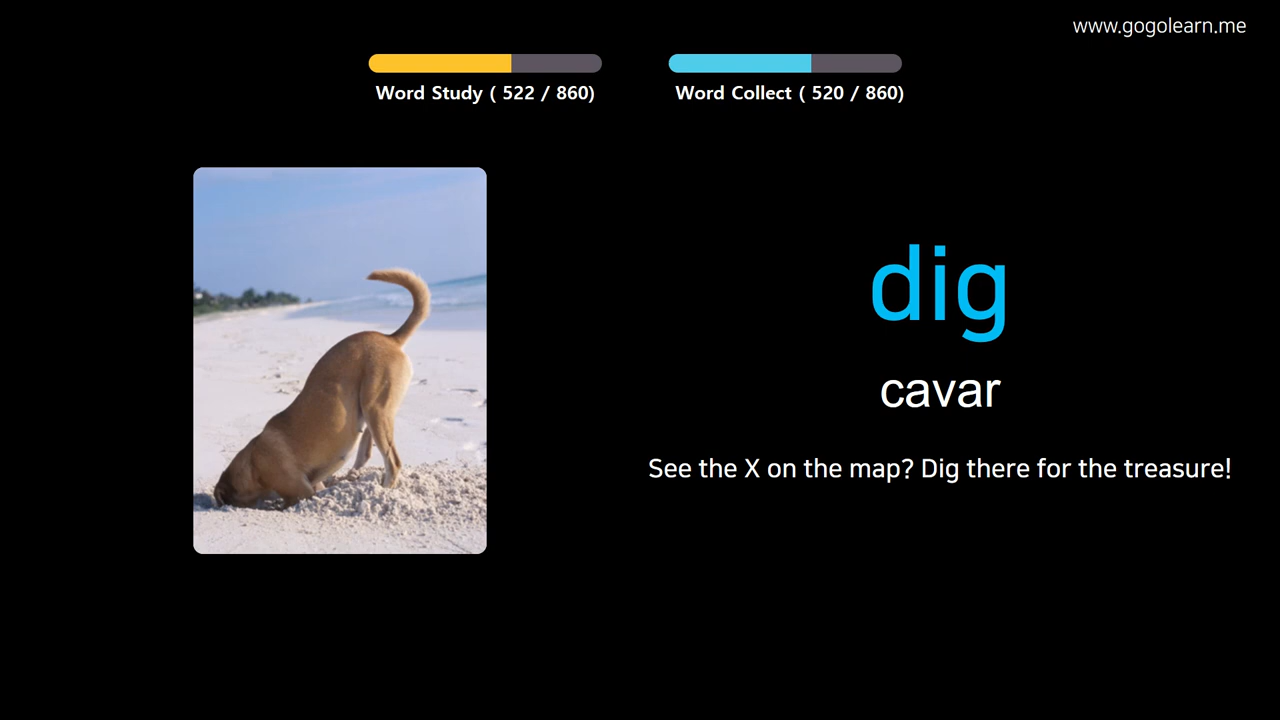 www.gogolearn.me
Word Study ( 522 / 860)
Word Collect ( 520 / 860)
dig
cavar
See the X on the map? Dig there for the treasure!